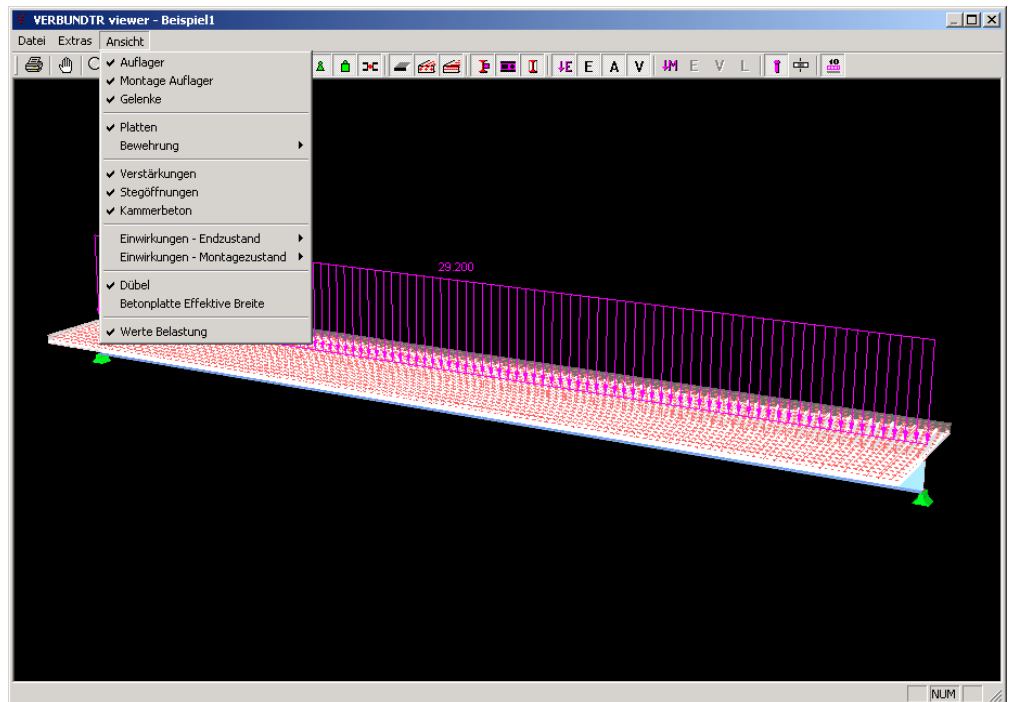 VERBUNDTR viewer - Beispiel1
Datei Extras Ansicht
E E A V M E V L 10
Auflager
Montage Auflager
Gelenke
Platten
Bewehrung
Verstärkungen
Stegöffnungen
Kammerbeton
Einwirkungen - Endzustand
Einwirkungen - Montagezustand
Dübel
Betonplatte Effektive Breite
Werte Belastung
29.200
NUM